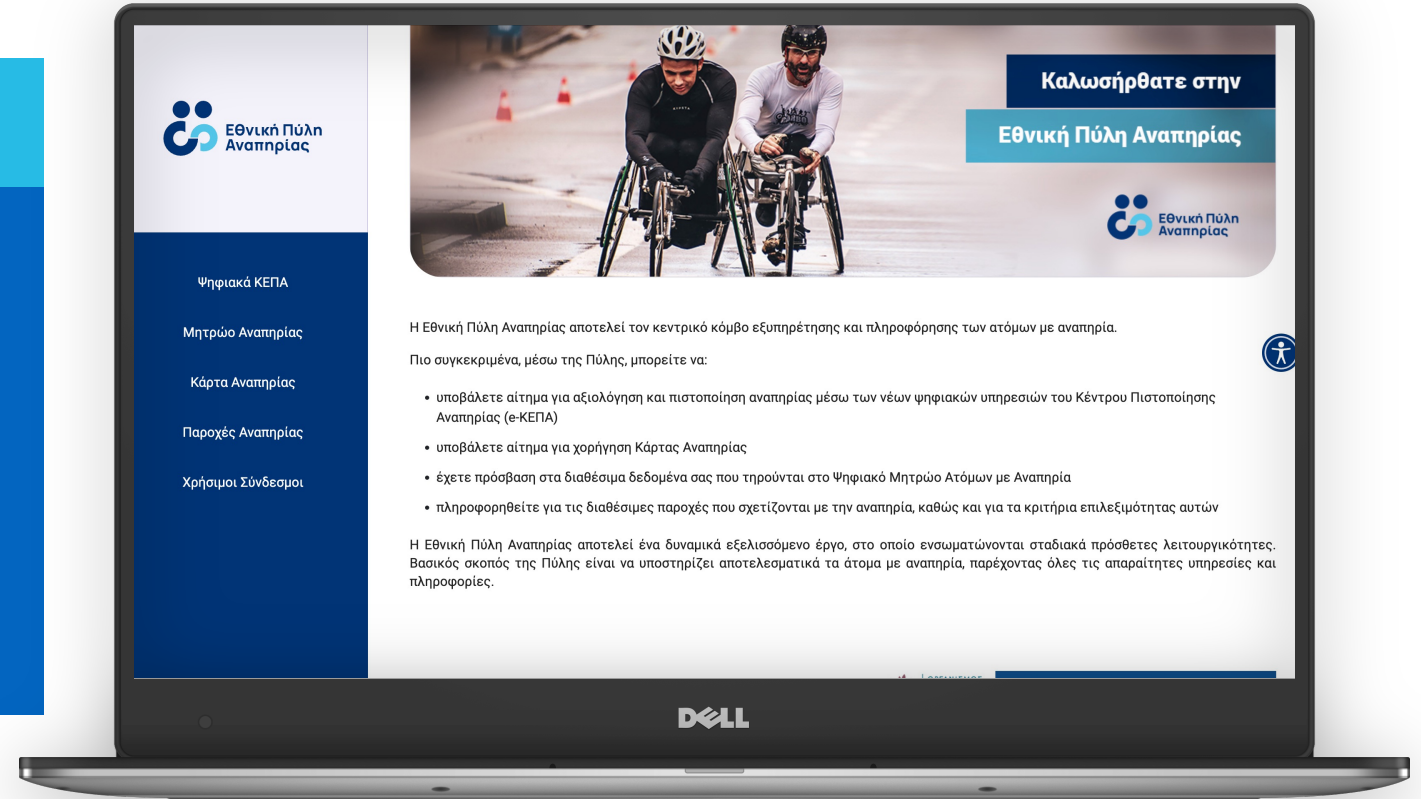 Εθνική Πύλη
Αναπηρίας
Ψηφιακά ΚΕΠΑ
Μητρώο Αναπηρίας
Κάρτα Αναπηρίας
Παροχές Αναπηρίας
Χρήσιμοι Σύνδεσμοι
Καλωσήρθατε στην
Εθνική Πύλη Αναπηρίας
Εθνική Πύλη
Αναπηρίας
Η Εθνική Πύλη Αναπηρίας αποτελεί τον κεντρικό κόμβο εξυπηρέτησης και πληροφόρησης των ατόμων με αναπηρία.
Πιο συγκεκριμένα, μέσω της Πύλης, μπορείτε να:
• υποβάλετε αίτημα για αξιολόγηση και πιστοποίηση αναπηρίας μέσω των νέων ψηφιακών υπηρεσιών του Κέντρου Πιστοποίησης
Αναπηρίας (e-ΚΕΠΑ)
• υποβάλετε αίτημα για χορήγηση Κάρτας Αναπηρίας
• έχετε πρόσβαση στα διαθέσιμα δεδομένα σας που τηρούνται στο Ψηφιακό Μητρώο Ατόμων με Αναπηρία
• πληροφορηθείτε για τις διαθέσιμες παροχές που σχετίζονται με την αναπηρία, καθώς και για τα κριτήρια επιλεξιμότητας αυτών
Η Εθνική Πύλη Αναπηρίας αποτελεί ένα δυναμικά εξελισσόμενο έργο, στο οποίο ενσωματώνονται σταδιακά πρόσθετες λειτουργικότητες.
Βασικός σκοπός της Πύλης είναι να υποστηρίζει αποτελεσματικά τα άτομα με αναπηρία, παρέχοντας όλες τις απαραίτητες υπηρεσίες και
πληροφορίες.
DELL